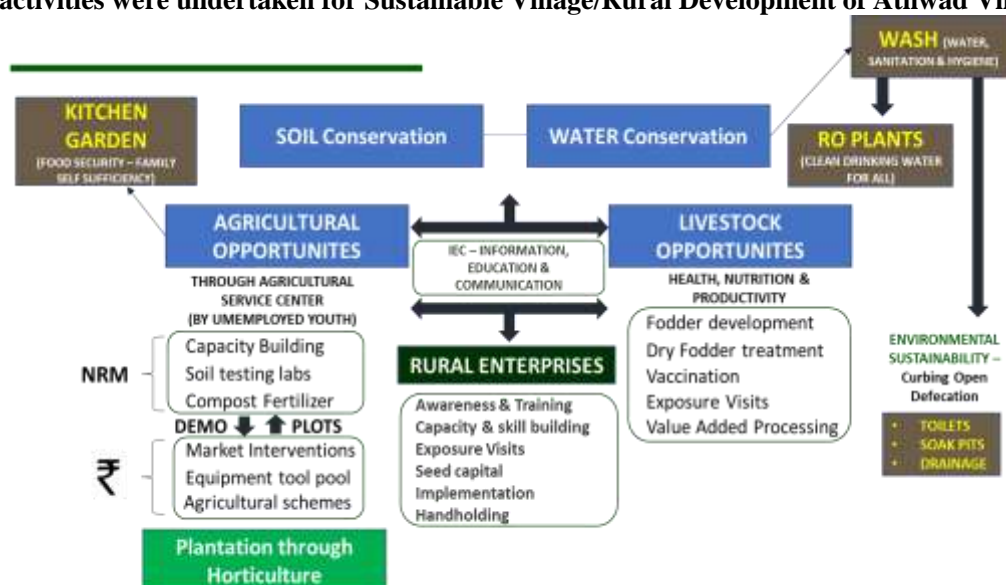 activities were undertaken for Sustainable Village/Rural Development of Athwad
WASH (WATER,
SANITATION & HYGIENE)
KITCHEN
GARDEN
(FOOD SECURITY – FAMILY
SELF SUFFICIENCY)
SOIL Conservation
WATER Conservation
RO PLANTS
(CLEAN DRINKING WATER
FOR ALL)
AGRICULTURAL
OPPORTUNITES
IEC – INFORMATION,
EDUCATION &
COMMUNICATION
LIVESTOCK
OPPORTUNITES
THROUGH AGRICULTURAL
SERVICE CENTER
(BY UMEMPLOYED YOUTH)
HEALTH, NUTRITION &
PRODUCTIVITY
NRM
Capacity Building
Soil testing labs
Compost Fertilizer
DEMO PLOTS
₹
Market Interventions
Equipment tool pool
Agricultural schemes
Plantation through
Horticulture
RURAL ENTERPRISES
Awareness & Training
Capacity & skill building
Exposure Visits
Seed capital
Implementation
Handholding
Fodder development
Dry Fodder treatment
Vaccination
Exposure Visits
Value Added Processing
ENVIRONMENTAL
SUSTAINABILITY –
Curbing Open
Defecation
• TOILETS
• SOAK PITS
• DRAINAGE